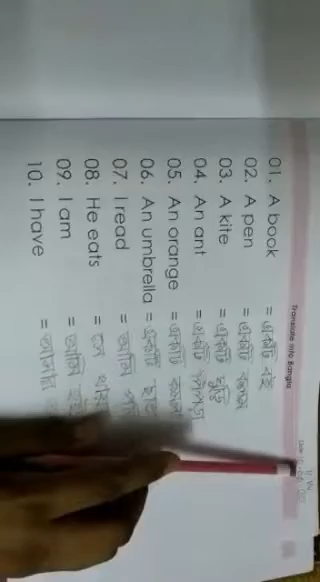 Translate into Bangla
01. A book = একটি বই
02. A pen = একটি কলম
03. A kite = একটি ঘুড়ি
04. An ant = একটি পিপড়া
05. An orange = একটি কমলা
06. An umbrella = একটি ছাতা
07. I read = আমি পড়ি
08. He eats = সে খায়
09. I am = আমি
10. I have = আমার